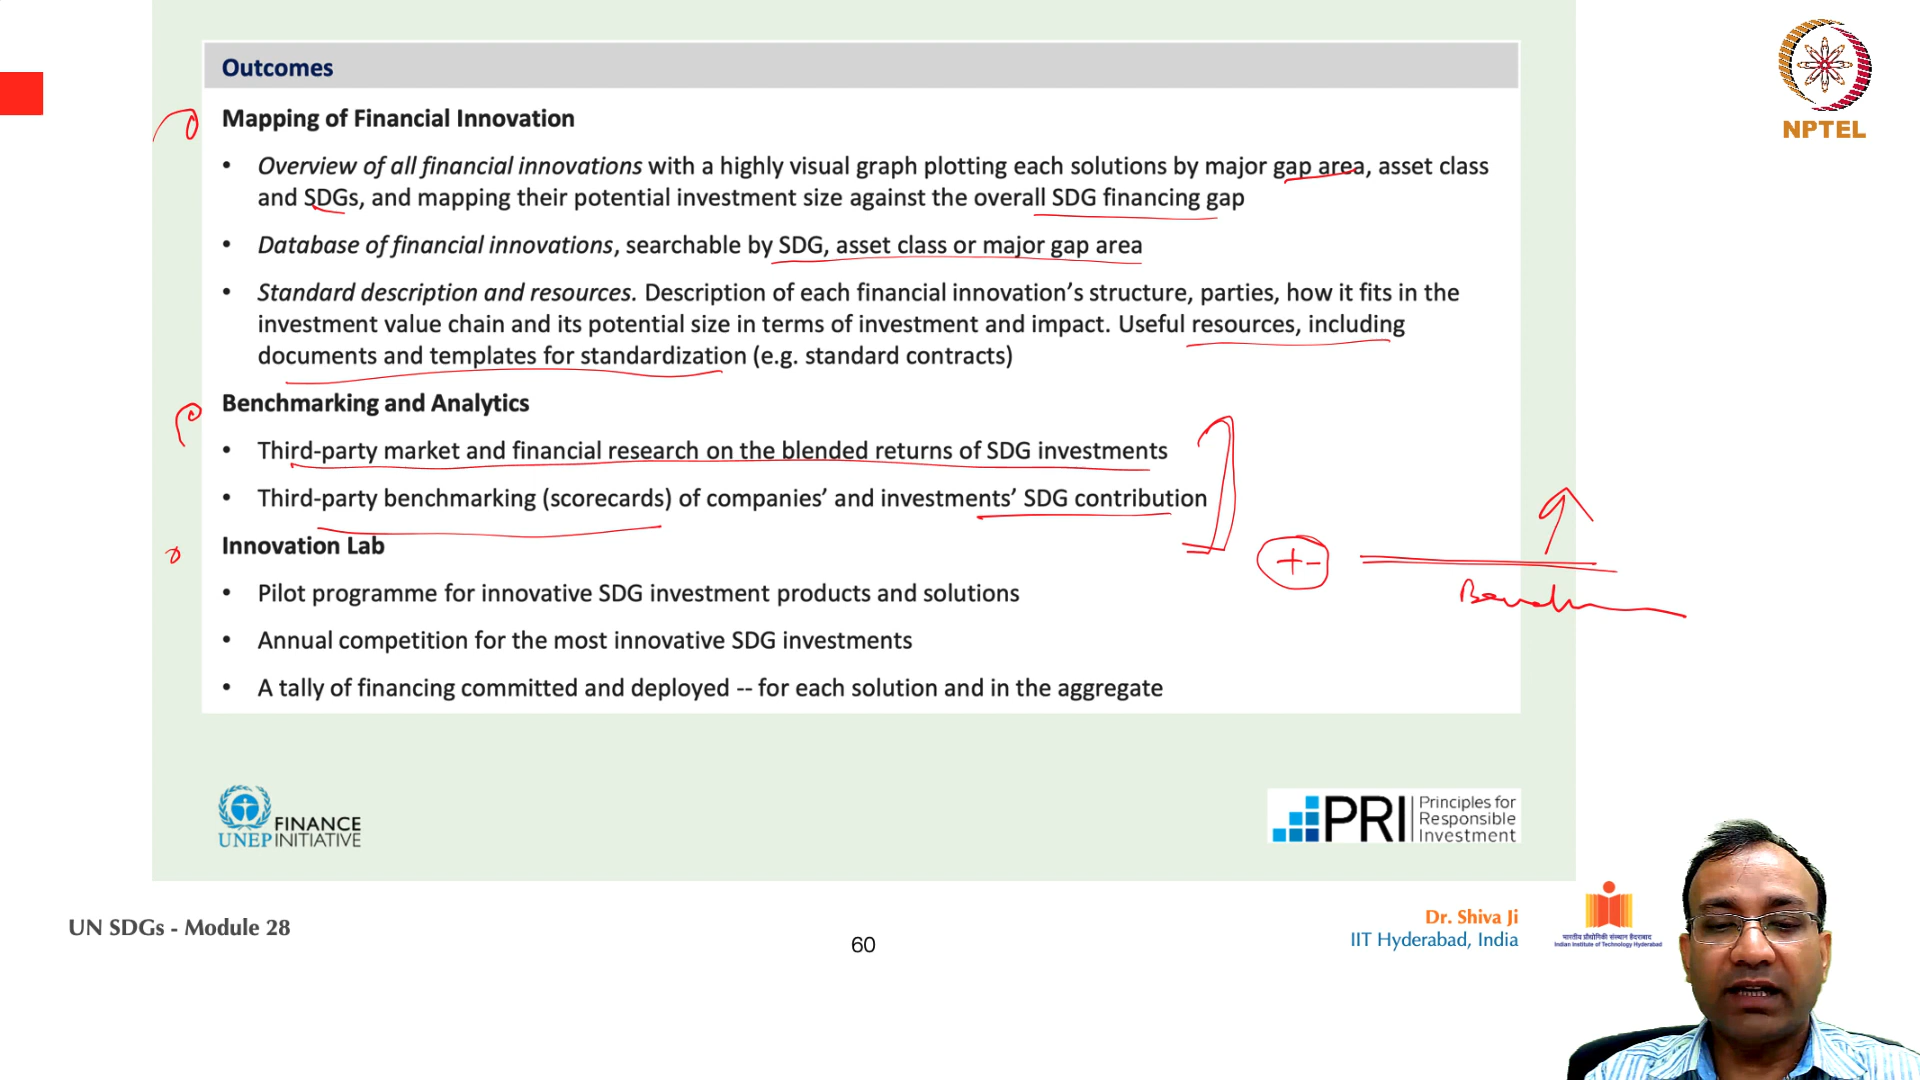 Outcomes
Mapping of Financial Innovation
• Overview of all financial innovations with a highly visual graph plotting each solutions by major gap area, asset class
and SDGs, and mapping their potential investment size against the overall SDG financing gap
• Database of financial innovations, searchable by SDG, asset class or major gap area
• Standard description and resources. Description of each financial innovation’s structure, parties, how it fits in the
investment value chain and its potential size in terms of investment and impact. Useful resources, including
documents and templates for standardization (e.g. standard contracts)
Benchmarking and Analytics
• Third-party market and financial research on the blended returns of SDG investments
• Third-party benchmarking (scorecards) of companies’ and investments’ SDG contribution
+-
Innovation Lab
• Pilot programme for innovative SDG investment products and solutions
• Annual competition for the most innovative SDG investments
• A tally of financing committed and deployed -- for each solution and in the aggregate
FINANCE
UNEP INITIATIVE
PRI Principles for
Responsible
Investment
NPTEL
UN SDGs - Module 28
60
Dr. Shiva Ji
IIT Hyderabad, India
भारतीय प्रौद्योगिकी संस्थान हैदराबाद
Indian Institute of Technology Hyderabad